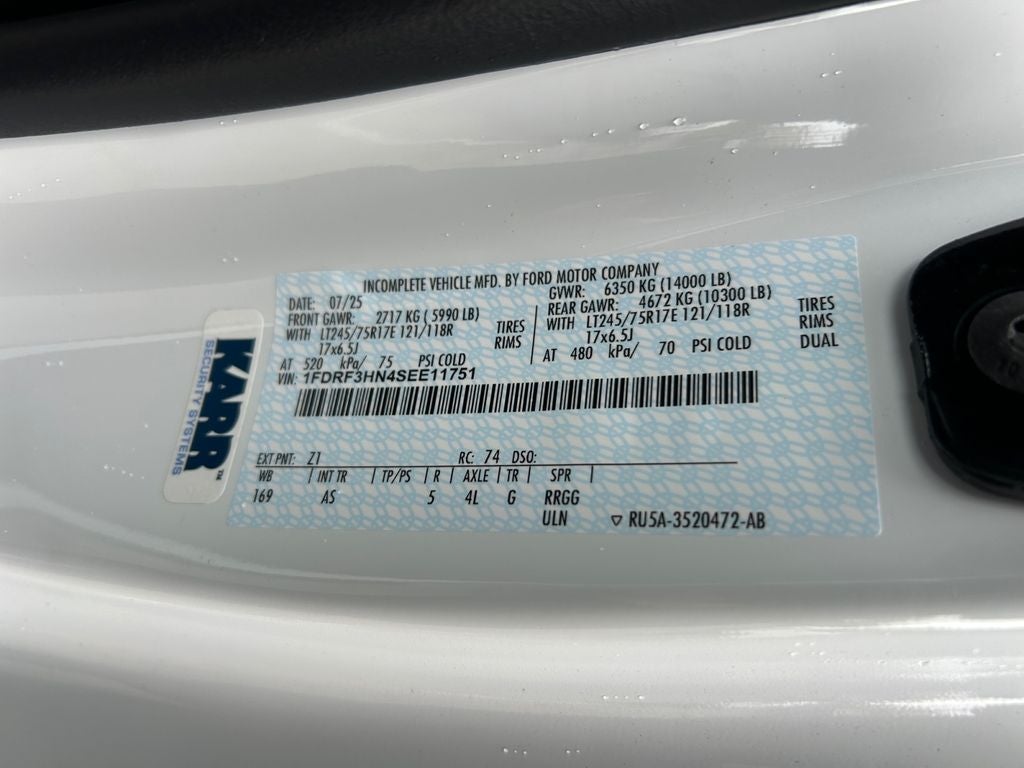 INCOMPLETE VEHICLE MFD. BY FORD MOTOR COMPANY
DATE: 07/25 GVWR: 6350 KG (14000 LB)
FRONT GAWR: 2717 KG ( 5990 LB) REAR GAWR: 4672 KG (10300 LB)
WITH LT245/75R17E 121/118R TIRES WITH LT245/75R17E 121/118R TIRES
17x6.5J RIMS 17x6.5J RIMS
AT 520 kPa/ 75 PSI COLD AT 480 kPa/ 70 PSI COLD DUAL
VIN: 1FDRF3HN4SEE11751
EXT PNT: Z1 RC: 74 DSO:
WB INT TR TP/PS R AXLE TR SPR
169 AS 5 4L G RRGG
ULN ▽ RU5A-3520472-AB
KARR™
SECURITY SYSTEMS